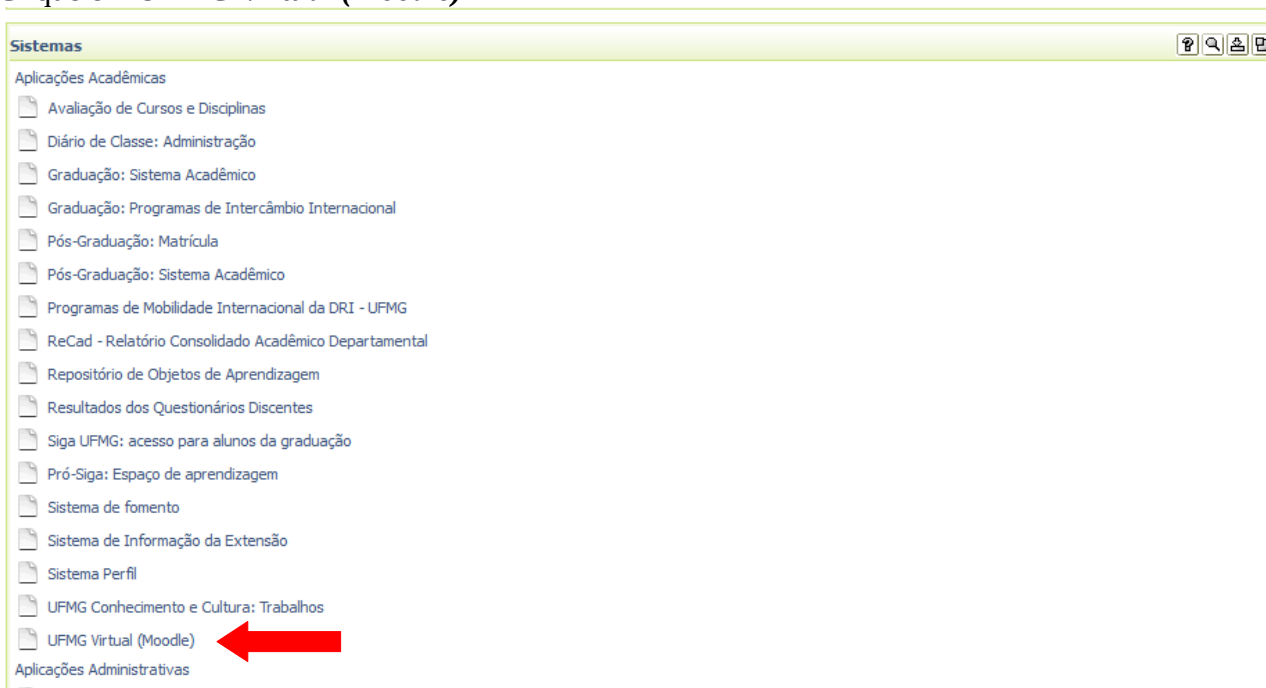 Sistemas
Aplicações Acadêmicas
Avaliação de Cursos e Disciplinas
Diário de Classe: Administração
Graduação: Sistema Acadêmico
Graduação: Programas de Intercâmbio Internacional
Pós-Graduação: Matrícula
Pós-Graduação: Sistema Acadêmico
Programas de Mobilidade Internacional da DRI - UFMG
ReCad - Relatório Consolidado Acadêmico Departamental
Repositório de Objetos de Aprendizagem
Resultados dos Questionários Discentes
Siga UFMG: acesso para alunos da graduação
Pró-Siga: Espaço de aprendizagem
Sistema de fomento
Sistema de Informação da Extensão
Sistema Perfil
UFMG Conhecimento e Cultura: Trabalhos
UFMG Virtual (Moodle)
Aplicações Administrativas